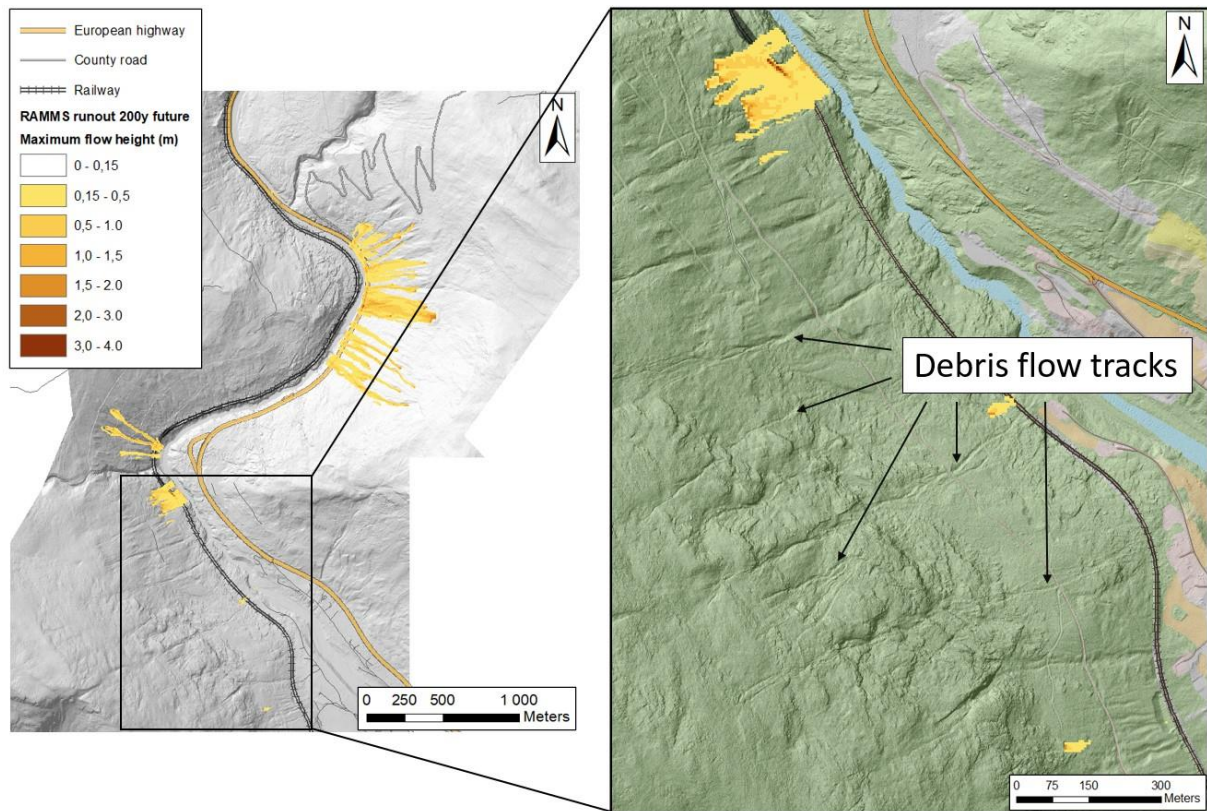 European highway
County road
Railway
RAMMS runout 200y future
Maximum flow height (m)
0 - 0,15
0,15 - 0,5
0,5 - 1.0
1,0 - 1,5
1,5 - 2.0
2,0 - 3.0
3,0 - 4.0
N
0 250 500 1 000
Meters
N
Debris flow tracks
0 75 150 300
Meters